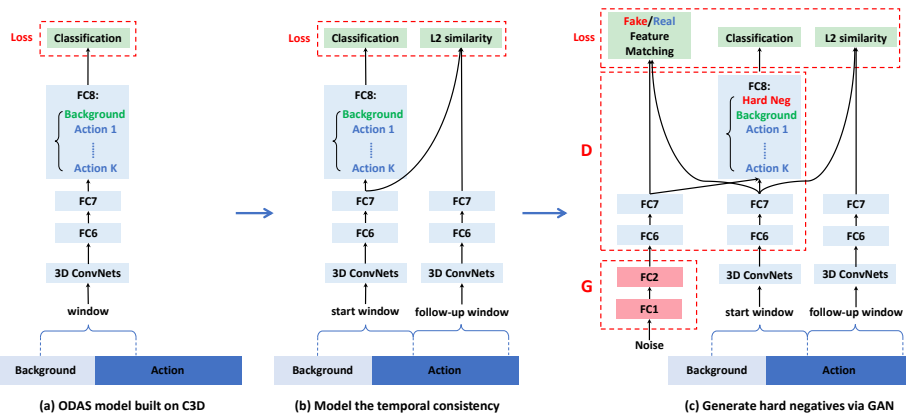 Loss
Classification
FC8:
Background
Action 1
Action K
FC7
FC6
3D ConvNets
window
Background
Action
(a) ODAS model built on C3D
Loss
Classification
L2 similarity
FC8:
Background
Action 1
Action K
FC7
FC7
FC6
FC6
3D ConvNets
3D ConvNets
start window
follow-up window
Background
Action
(b) Model the temporal consistency
Loss
Fake/Real
Feature
Matching
Classification
L2 similarity
D
FC8:
Hard Neg
Background
Action 1
Action K
FC7
FC7
FC7
FC6
FC6
FC6
G
FC2
FC1
Noise
3D ConvNets
3D ConvNets
start window
follow-up window
Background
Action
(c) Generate hard negatives via GAN